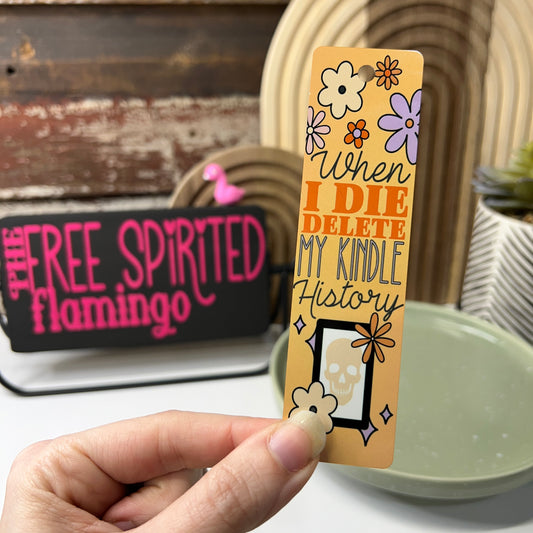 THE
FREE SPiRiTED
flamingo
When
I DIE
DELETE
MY KINDLE
History